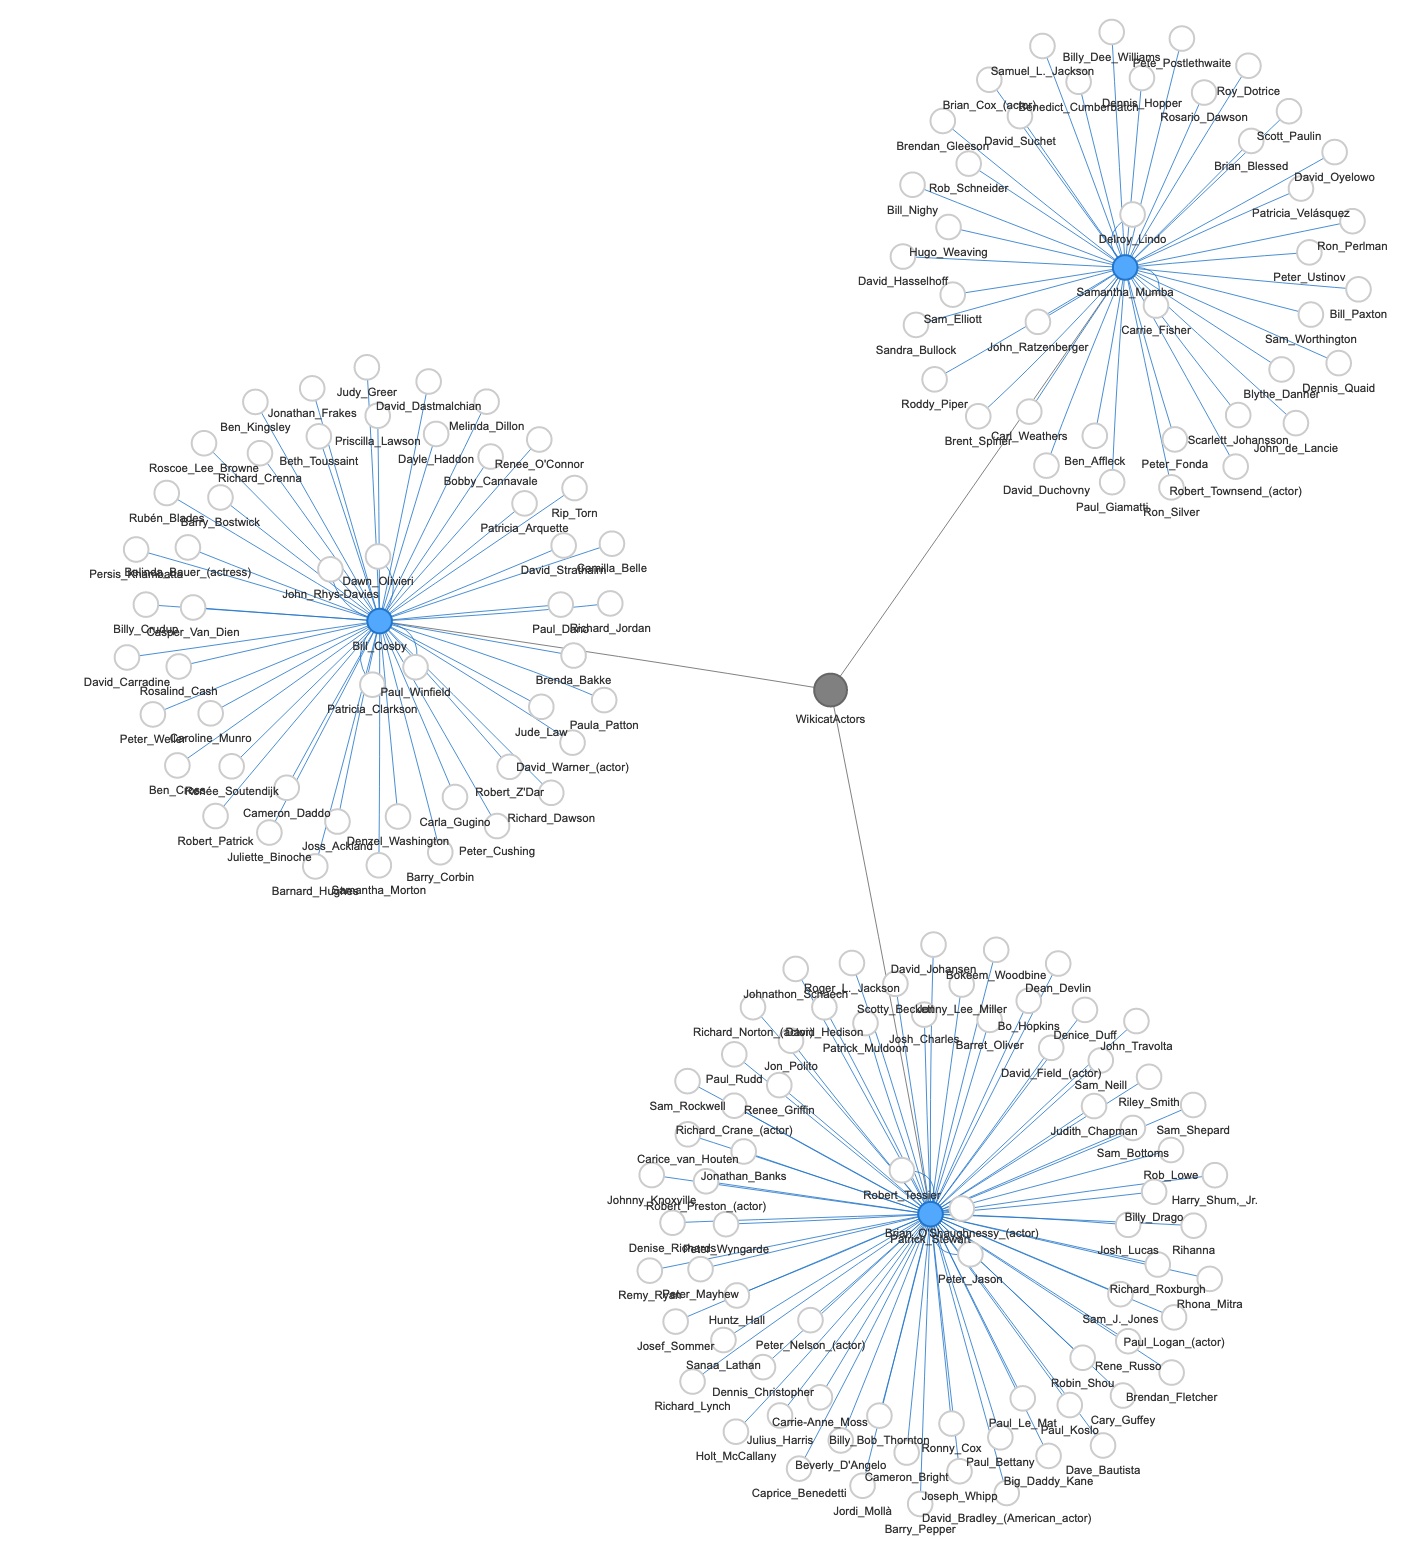 Billy_Dee_Williams
Pete_Postlethwaite
Samuel_L._Jackson
Roy_Dotrice
Dennis_Hopper
Brian_Cox_(actor)
Benedict_Cumberbatch
Rosario_Dawson
Scott_Paulin
David_Suchet
Brendan_Gleeson
Brian_Blessed
David_Oyelowo
Rob_Schneider
Bill_Nighy
Patricia_Velásquez
Delroy_Lindo
Ron_Perlman
Hugo_Weaving
David_Hasselhoff
Peter_Ustinov
Samantha_Mumba
Bill_Paxton
Sam_Elliott
Carrie_Fisher
Sam_Worthington
John_Ratzenberger
Sandra_Bullock
Dennis_Quaid
Blythe_Danner
Roddy_Piper
Carl_Weathers
Brent_Spiner
Scarlett_Johansson
John_de_Lancie
Ben_Affleck
Peter_Fonda
David_Duchovny
Robert_Townsend_(actor)
Paul_Giamatti
Ron_Silver
Judy_Greer
David_Dastmalchian
Jonathan_Frakes
Ben_Kingsley
Melinda_Dillon
Priscilla_Lawson
Dayle_Haddon
Beth_Toussaint
Renee_O'Connor
Roscoe_Lee_Browne
Richard_Crenna
Bobby_Cannavale
Rip_Torn
Rubén_Blades
Barry_Bostwick
Patricia_Arquette
Persis_Khambatta
Belinda_Bauer_(actress)
David_Strathairn
Camilla_Belle
Dawn_Olivieri
John_Rhys-Davies
Billy_Crudup
Casper_Van_Dien
Paul_Dano
Richard_Jordan
Bill_Cosby
David_Carradine
Rosalind_Cash
Paul_Winfield
Brenda_Bakke
Patricia_Clarkson
WikicatActors
Paula_Patton
Jude_Law
Peter_Weller
Caroline_Munro
David_Warner_(actor)
Ben_Cross
Renée_Soutendijk
Robert_Z'Dar
Cameron_Daddo
Carla_Gugino
Richard_Dawson
Robert_Patrick
Joss_Ackland
Denzel_Washington
Juliette_Binoche
Peter_Cushing
Barry_Corbin
Barnard_Hughes
Samantha_Morton
David_Johansen
Bokeem_Woodbine
Roger_L._Jackson
Dean_Devlin
Johnathon_Schaech
Scotty_Beckett
Jonny_Lee_Miller
Bo_Hopkins
Richard_Norton_(actor)
David_Hedison
Denice_Duff
Josh_Charles
Barret_Oliver
John_Travolta
Patrick_Muldoon
Jon_Polito
David_Field_(actor)
Paul_Rudd
Sam_Neill
Riley_Smith
Sam_Rockwell
Renee_Griffin
Richard_Crane_(actor)
Judith_Chapman
Sam_Shepard
Sam_Bottoms
Carice_van_Houten
Jonathan_Banks
Rob_Lowe
Robert_Tessier
Johnny_Knoxville
Harry_Shum,_Jr.
Robert_Preston_(actor)
Billy_Drago
Brian_O'Shaughnessy_(actor)
Patrick_Stewart
Denise_Richards
Peter_Wyngarde
Josh_Lucas
Rihanna
Peter_Jason
Richard_Roxburgh
Remy_Ryan
Peter_Mayhew
Rhona_Mitra
Huntz_Hall
Sam_J._Jones
Josef_Sommer
Peter_Nelson_(actor)
Paul_Logan_(actor)
Sanaa_Lathan
Rene_Russo
Robin_Shou
Dennis_Christopher
Brendan_Fletcher
Richard_Lynch
Carrie-Anne_Moss
Paul_Le_Mat
Cary_Guffey
Paul_Koslo
Julius_Harris
Billy_Bob_Thornton
Ronny_Cox
Holt_McCallany
Paul_Bettany
Beverly_D'Angelo
Dave_Bautista
Cameron_Bright
Big_Daddy_Kane
Caprice_Benedetti
Joseph_Whipp
Jordi_Mollà
David_Bradley_(American_actor)
Barry_Pepper